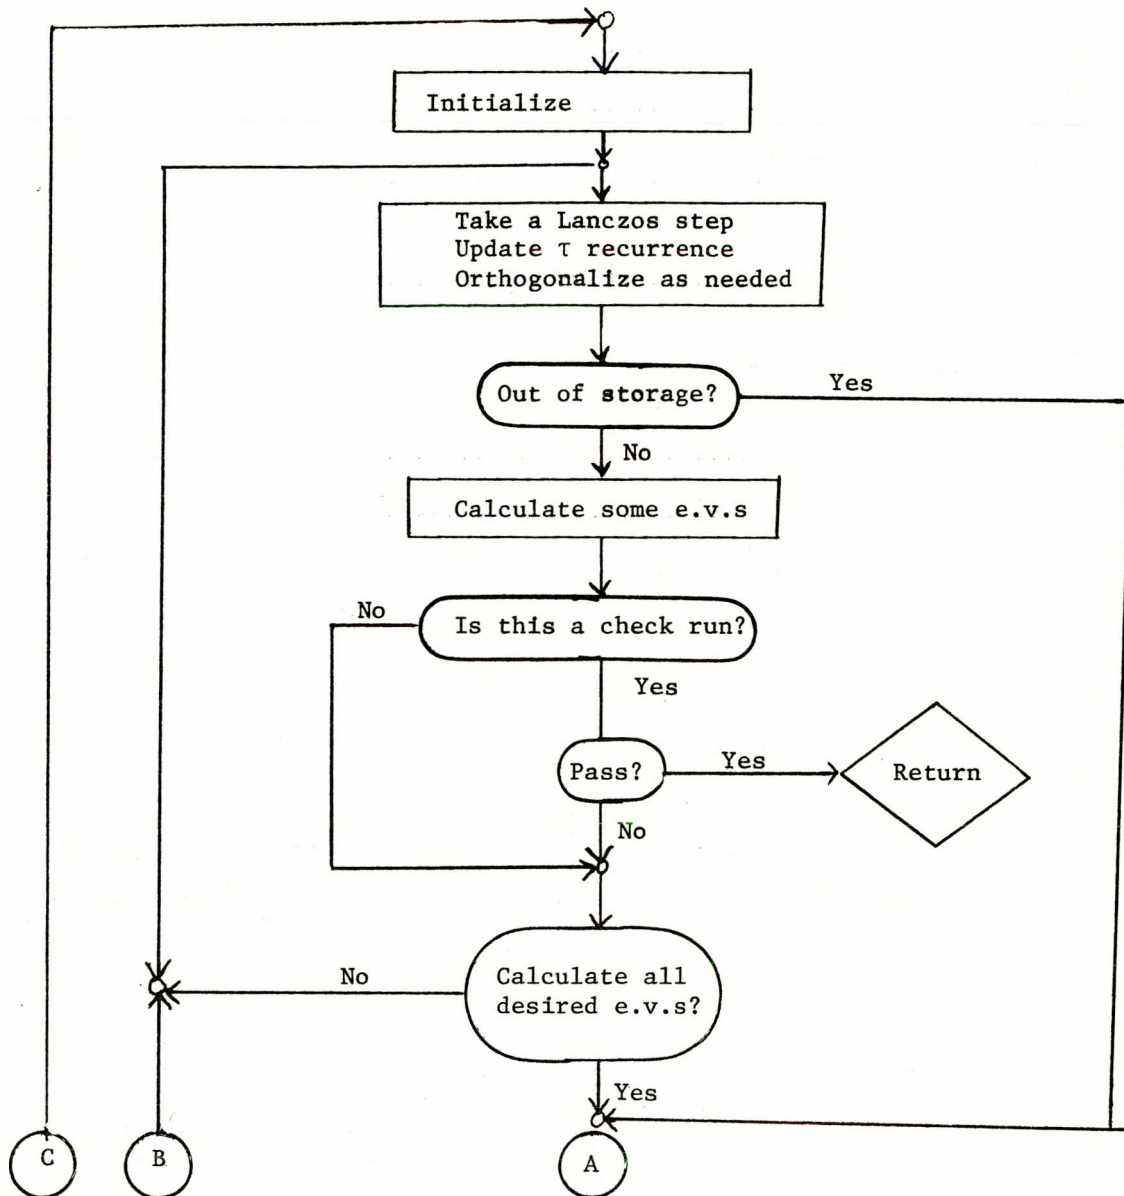 Initialize
Take a Lanczos step
Update τ recurrence
Orthogonalize as needed
Out of storage?
Yes
No
Calculate some e.v.s
No
Is this a check run?
Yes
Pass?
Yes
Return
No
Calculate all
desired e.v.s?
No
Yes
C
B
A